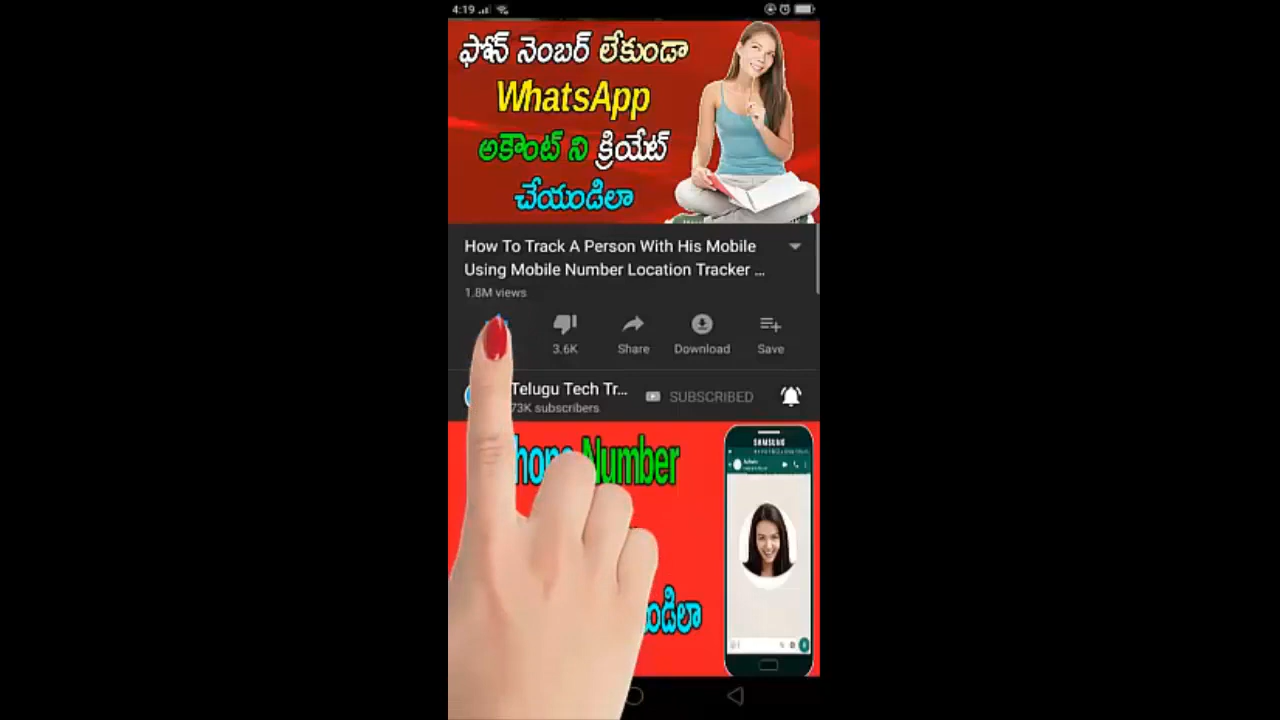 4:19
ఫోన్ నెంబర్ లేకుండా
WhatsApp
అకౌంట్ ని క్రియేట్
చేయండిలా
How To Track A Person With His Mobile
Using Mobile Number Location Tracker ...
1.8M views
3.6K
Share
Download
Save
Telugu Tech Tr...
SUBSCRIBED
73K subscribers
Number
SAMSUNG